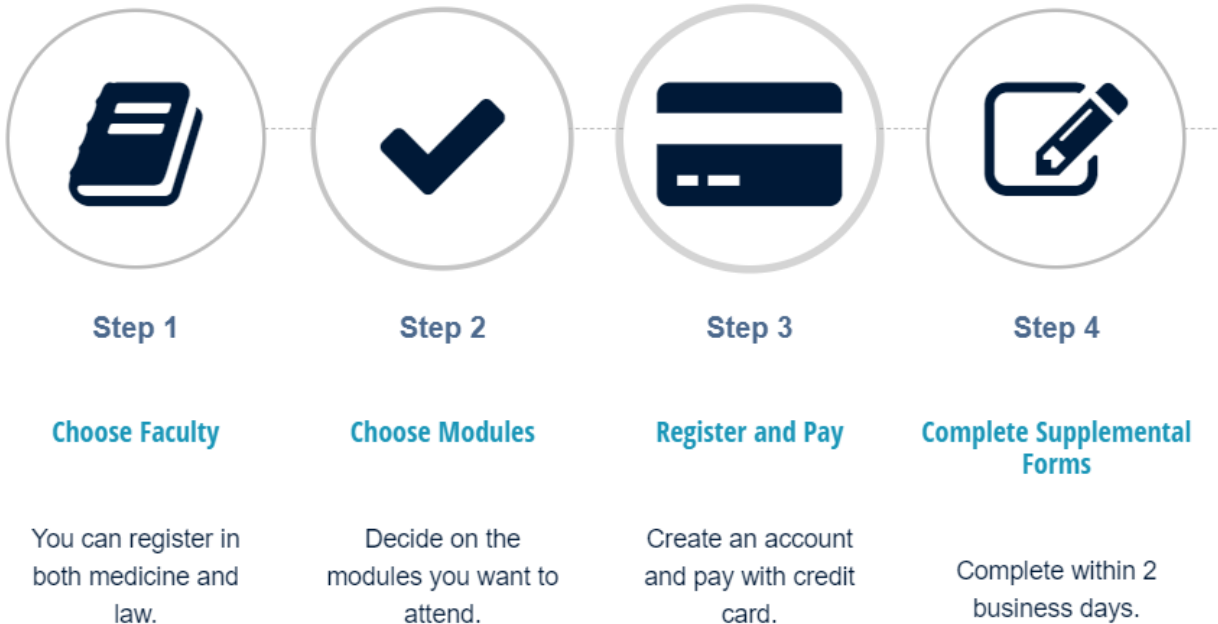 Step 1
Choose Faculty
You can register in
both medicine and
law.
Step 2
Choose Modules
Decide on the
modules you want to
attend.
Step 3
Register and Pay
Create an account
and pay with credit
card.
Step 4
Complete Supplemental
Forms
Complete within 2
business days.